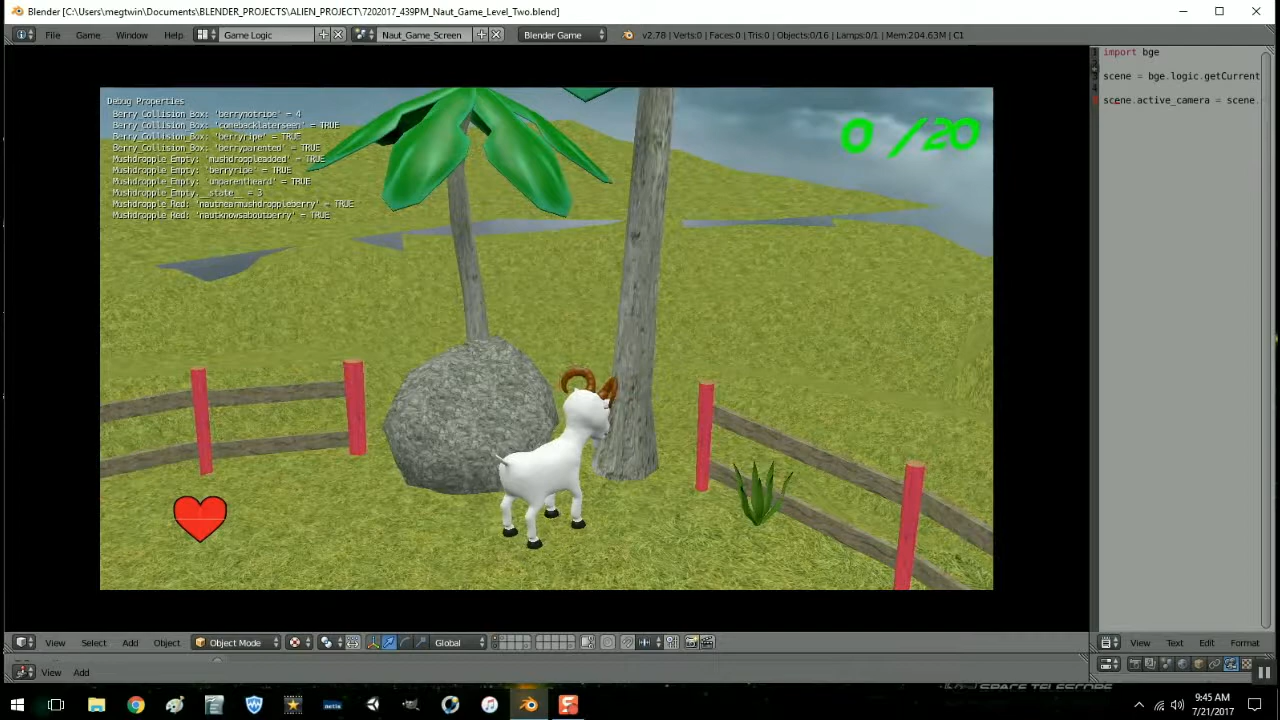 Blender [C:\Users\megtwin\Documents\BLENDER_PROJECTS\ALIEN_PROJECT\7202017_439PM_Naut_Game_Level_Two.blend]
File Game Window Help Game Logic Naut_Game_Screen Blender Game v2.78 | Verts:0 | Faces:0 | Tris:0 | Objects:0/16 | Lamps:0/1 | Mem:204.63M | C1
import bge
scene = bge.logic.getCurrent
scene.active_camera = scene.
Debug Properties
Berry Collision Box: 'berrynotripe' = 4
Berry Collision Box: 'comebacklaterseen' = TRUE
Berry Collision Box: 'berryripe' = TRUE
Berry Collision Box: 'berryparented' = TRUE
Mushdropple Empty: 'mushdroppleadded' = TRUE
Mushdropple Empty: 'berryripe' = TRUE
Mushdropple Empty: 'unparentheard' = TRUE
Mushdropple Empty.__state__ = 3
Mushdropple Red: 'nautnearmushdroppleberry' = TRUE
Mushdropple Red: 'nautknowsaboutberry' = TRUE
0 /20
View Select Add Object Object Mode Global View Text Edit Format
View Add
SPACE TELESCOPE
netis
9:45 AM
7/21/2017